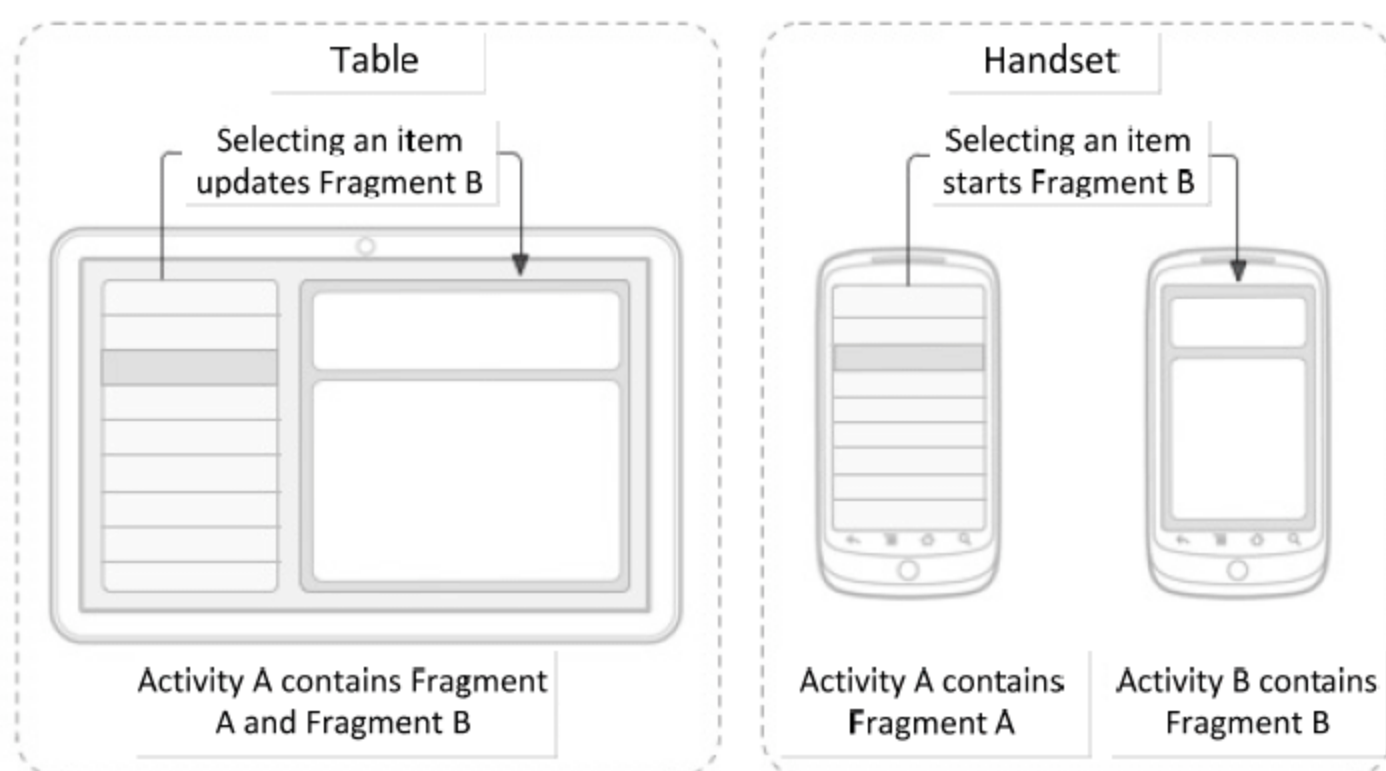 Table
Selecting an item
updates Fragment B
Activity A contains Fragment
A and Fragment B
Handset
Selecting an item
starts Fragment B
Activity A contains
Fragment A
Activity B contains
Fragment B